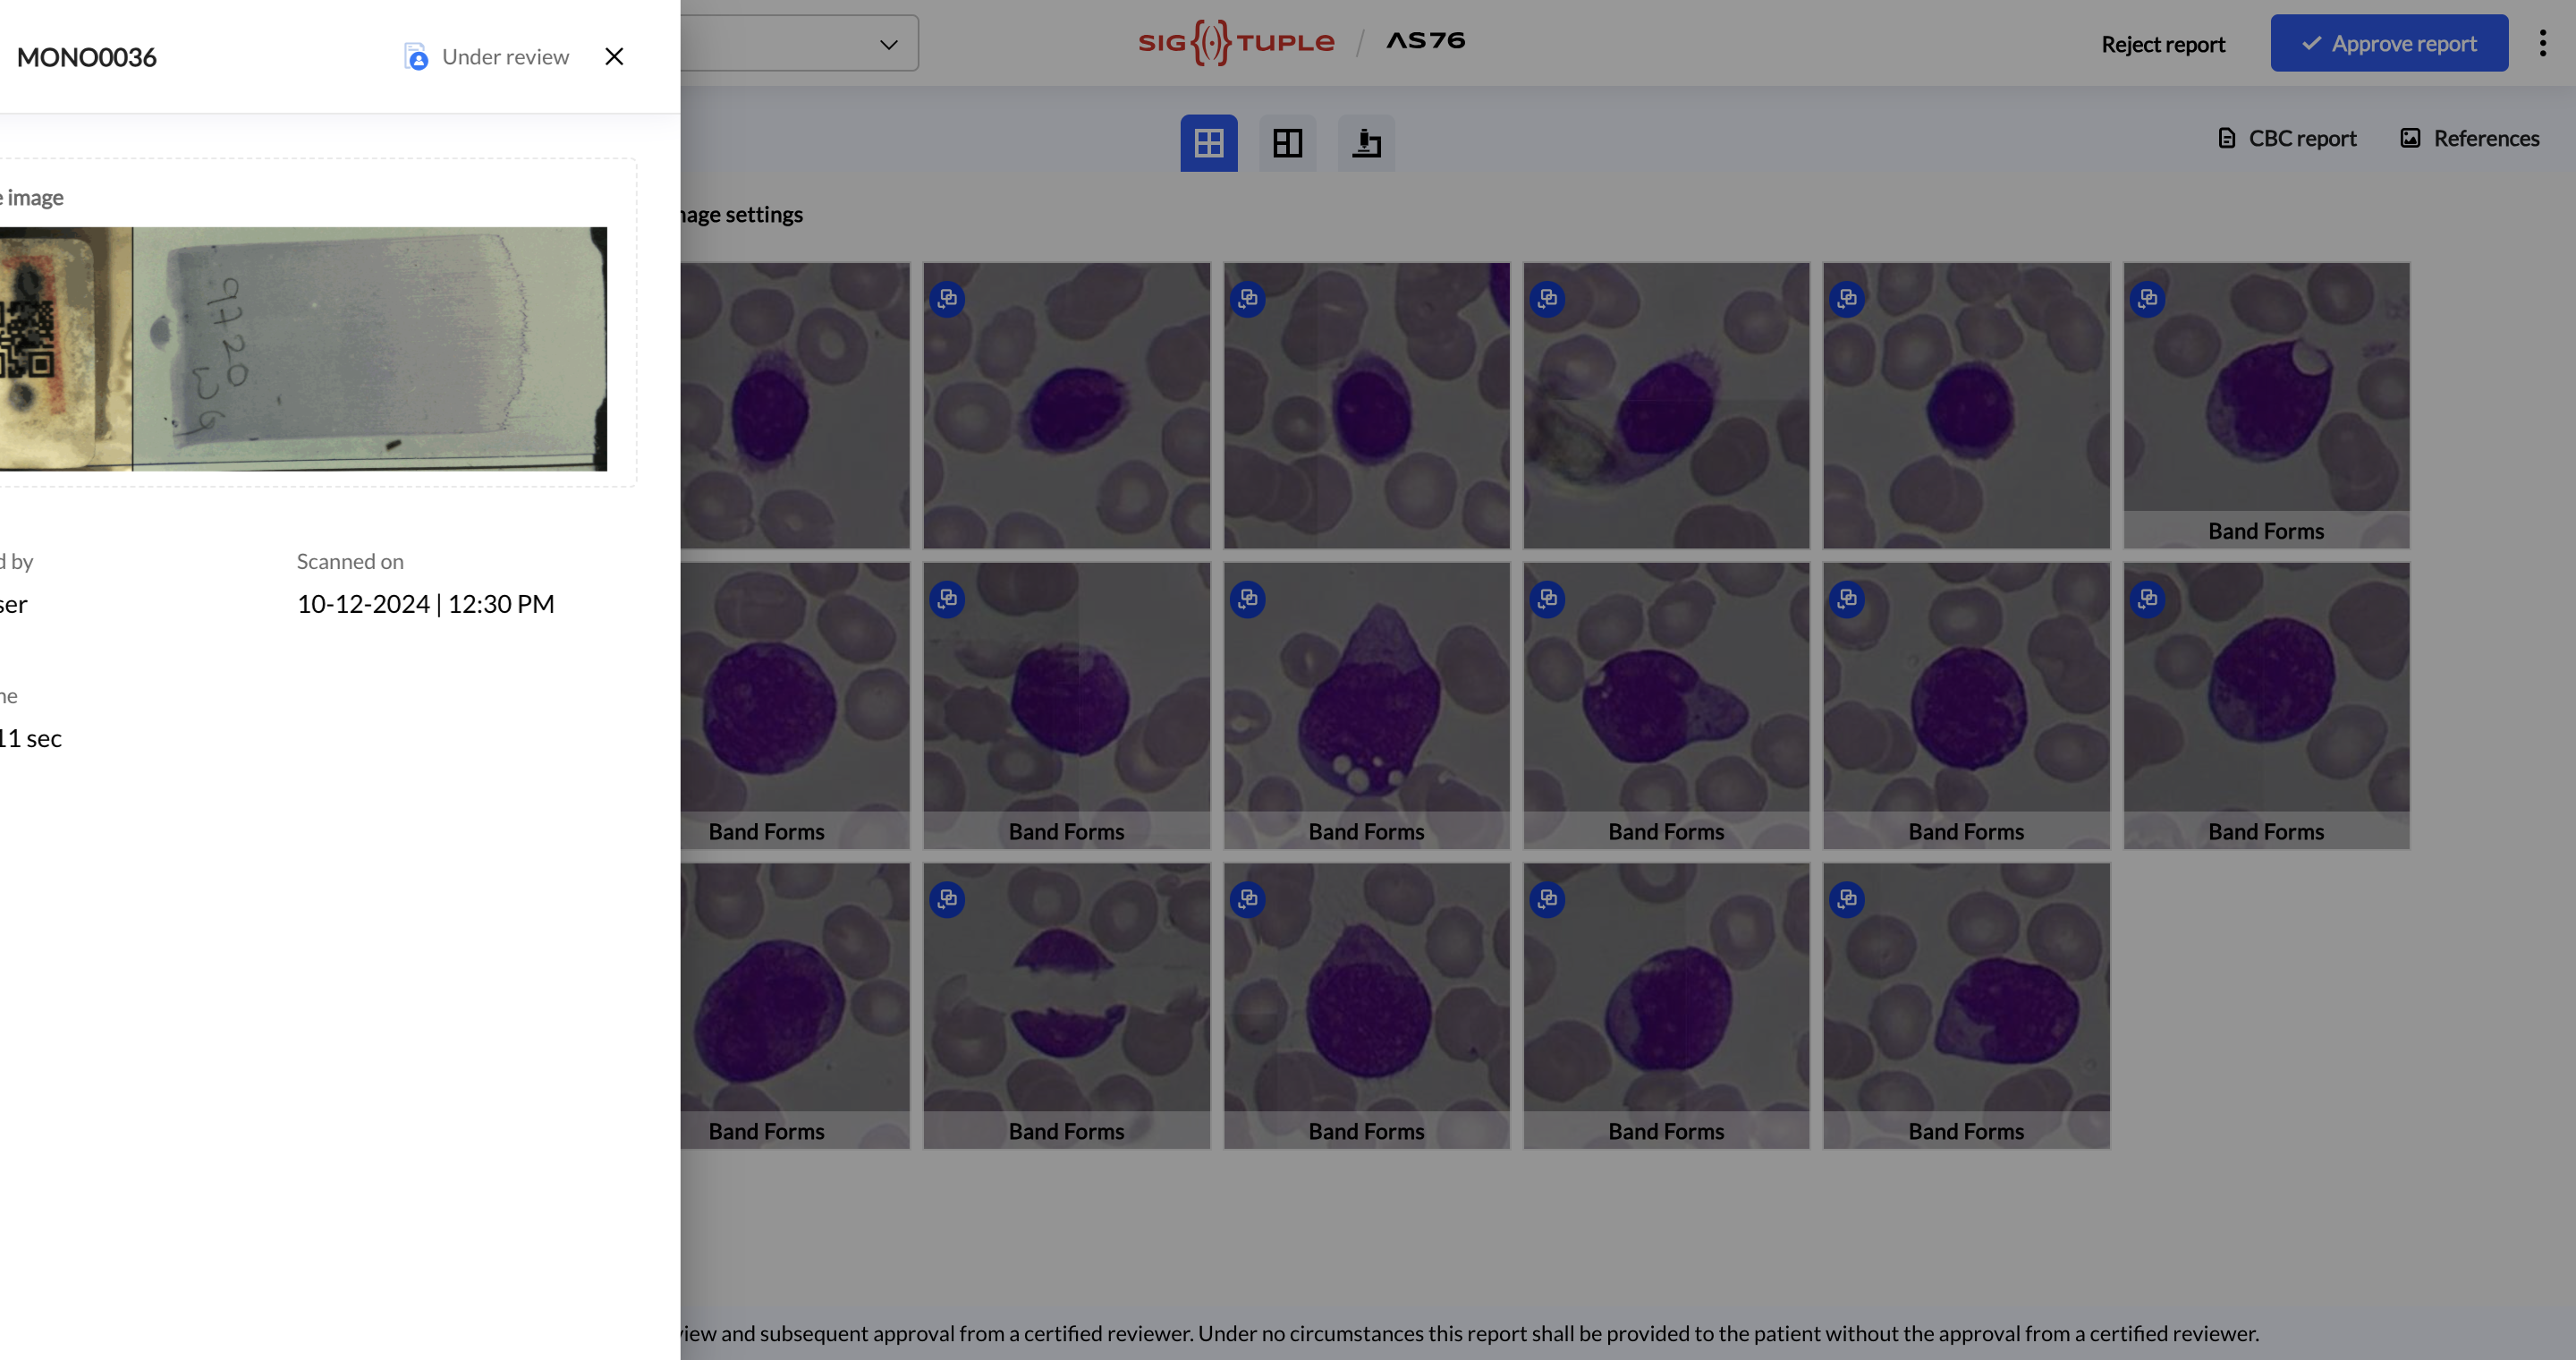 MONO0036
Under review
SIG TUPLE / AS76
Reject report
Approve report
CBC report
References
e image
9720
36
mage settings
d by
ser
Scanned on
10-12-2024 | 12:30 PM
me
11 sec
Band Forms
Band Forms
Band Forms
Band Forms
Band Forms
Band Forms
Band Forms
Band Forms
Band Forms
Band Forms
Band Forms
Band Forms
view and subsequent approval from a certified reviewer. Under no circumstances this report shall be provided to the patient without the approval from a certified reviewer.